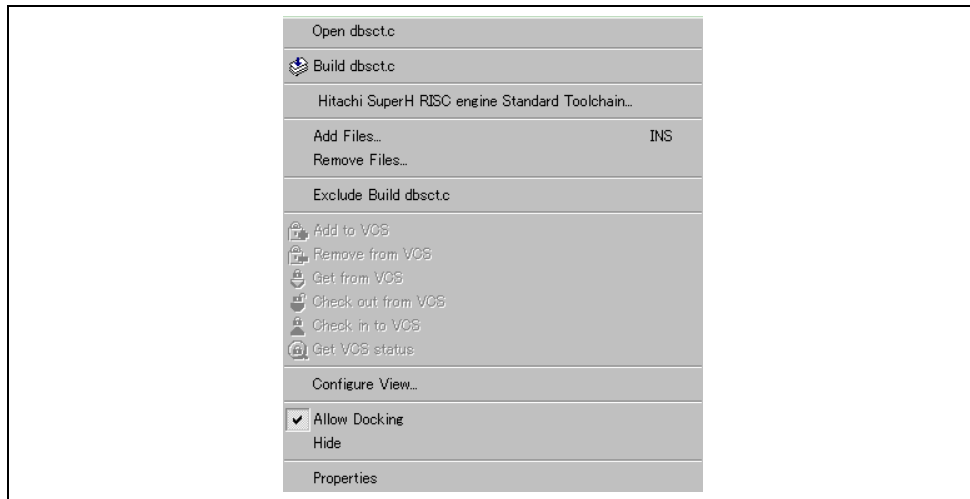 Open dbsct.c
Build dbsct.c
Hitachi SuperH RISC engine Standard Toolchain...
Add Files... INS
Remove Files...
Exclude Build dbsct.c
Add to VCS
Remove from VCS
Get from VCS
Check out from VCS
Check in to VCS
Get VCS status
Configure View...
Allow Docking
Hide
Properties